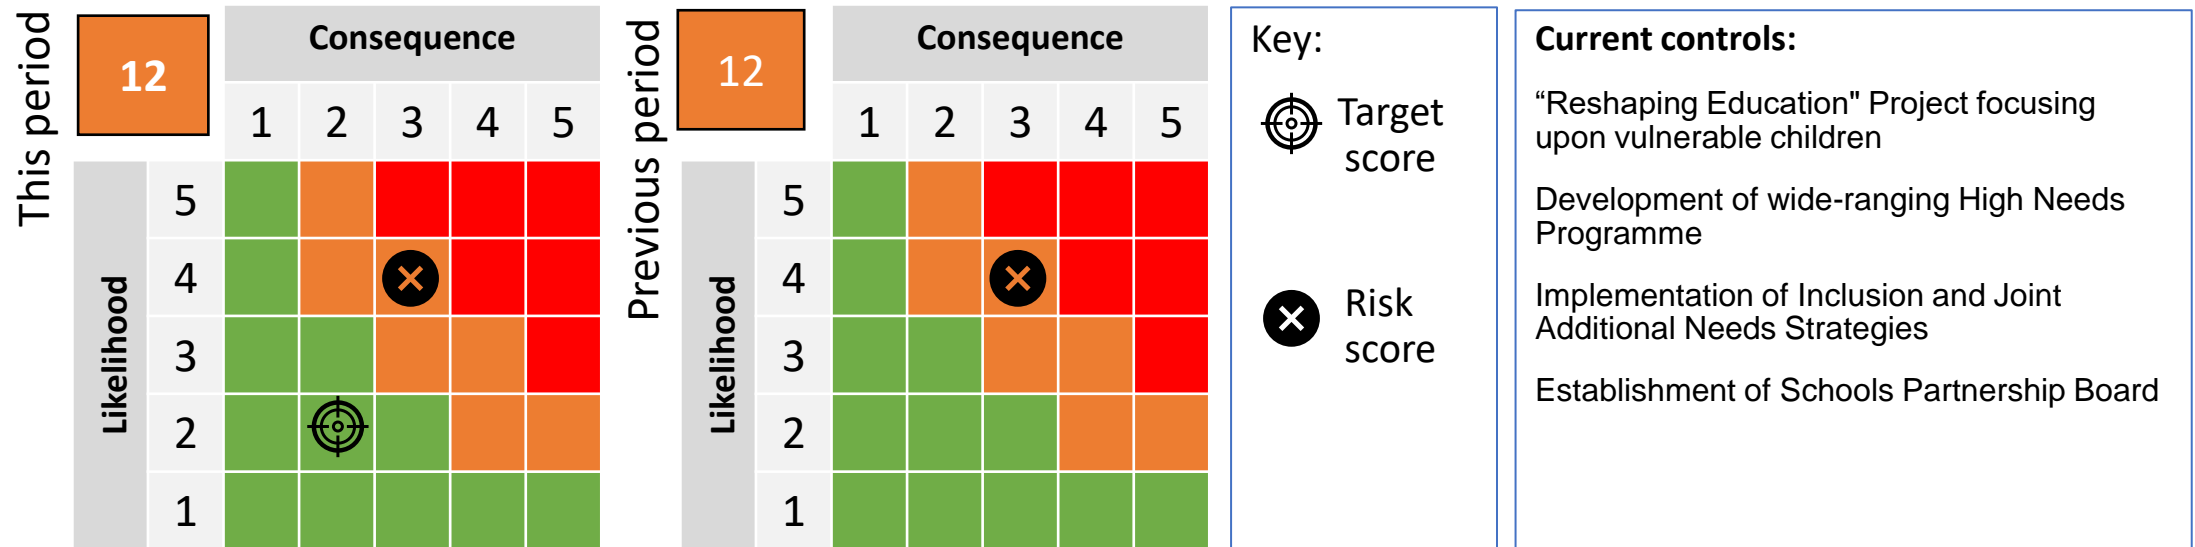 This period
12
Consequence
1 2 3 4 5
Likelihood
5
4
3
2
1
Previous period
12
Consequence
1 2 3 4 5
Likelihood
5
4
3
2
1
Key:
Target
score
Risk
score
Current controls:
“Reshaping Education" Project focusing
upon vulnerable children
Development of wide-ranging High Needs
Programme
Implementation of Inclusion and Joint
Additional Needs Strategies
Establishment of Schools Partnership Board